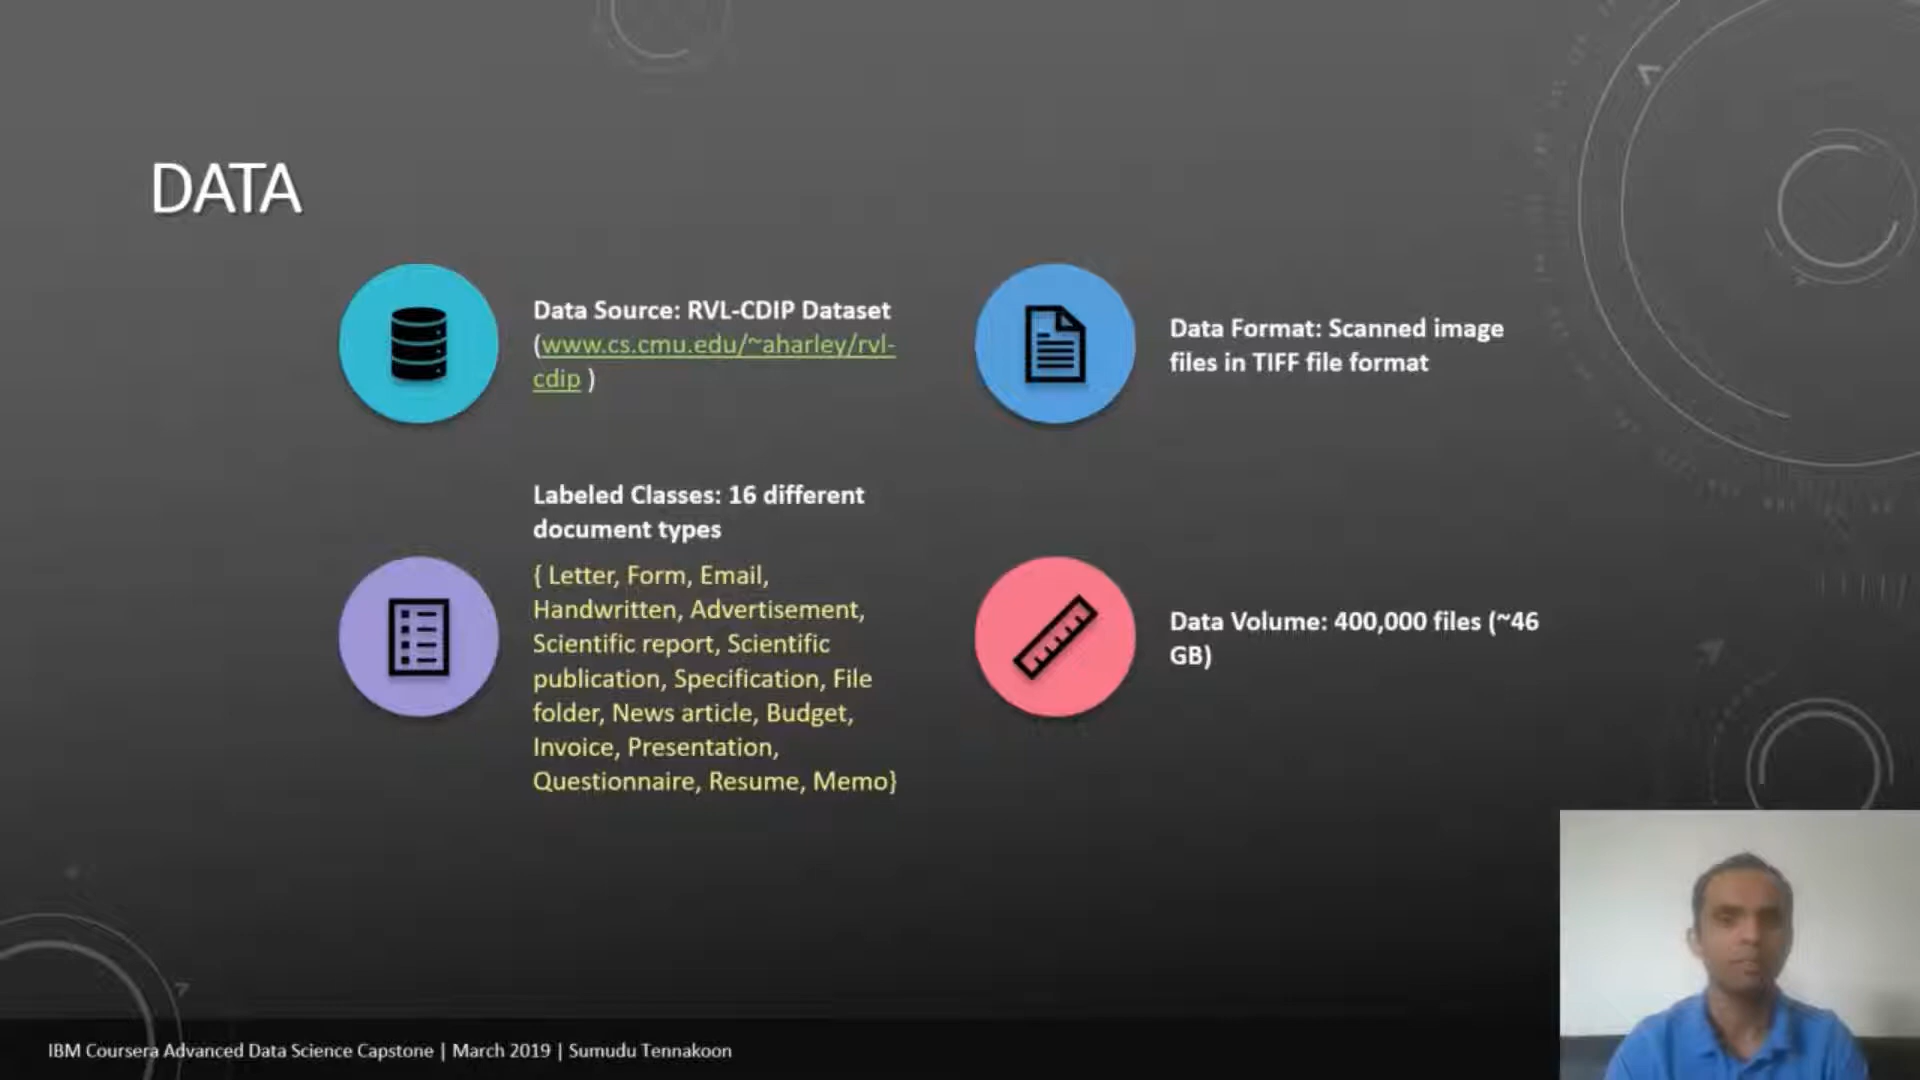 DATA
Data Source: RVL-CDIP Dataset
(www.cs.cmu.edu/~aharley/rvl-
cdip )
Data Format: Scanned image
files in TIFF file format
Labeled Classes: 16 different
document types
{ Letter, Form, Email,
Handwritten, Advertisement,
Scientific report, Scientific
publication, Specification, File
folder, News article, Budget,
Invoice, Presentation,
Questionnaire, Resume, Memo}
Data Volume: 400,000 files (~46
GB)
IBM Coursera Advanced Data Science Capstone | March 2019 | Sumudu Tennakoon